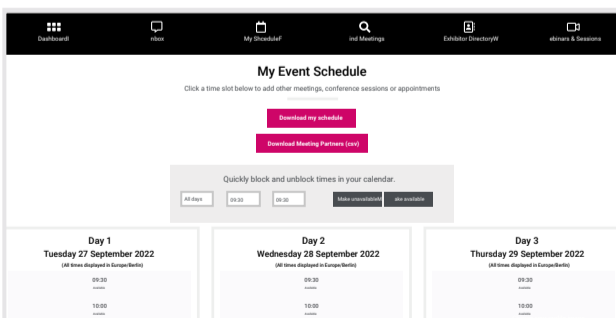 DashboardI nbox My ShceduleF ind Meetings Exhibitor DirectoryW ebinars & Sessions
My Event Schedule
Click a time slot below to add other meetings, conference sessions or appointments
Download my schedule
Download Meeting Partners (csv)
Quickly block and unblock times in your calendar.
All days 09:30 09:30 Make unavailableM ake available
Day 1 Day 2 Day 3
Tuesday 27 September 2022 Wednesday 28 September 2022 Thursday 29 September 2022
(All times displayed in Europe/Berlin) (All times displayed in Europe/Berlin) (All times displayed in Europe/Berlin)
09:30 09:30 09:30
10:00 10:00 10:00